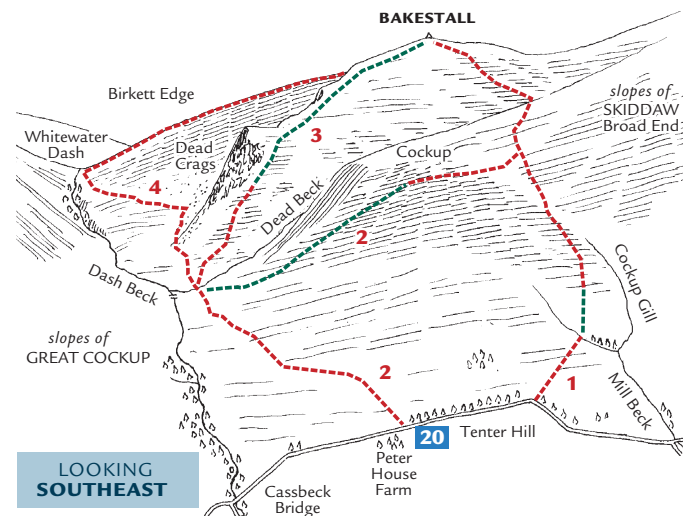 BAKESTALL
Birkett Edge
slopes of
SKIDDAW
Broad End
Whitewater
Dash
Dead
Crags
3
Cockup
4
Dead Beck
2
Dash Beck
Cockup Gill
slopes of
GREAT COCKUP
2
1
Mill Beck
20
Tenter Hill
Peter
House
Farm
LOOKING
SOUTHEAST
Cassbeck
Bridge